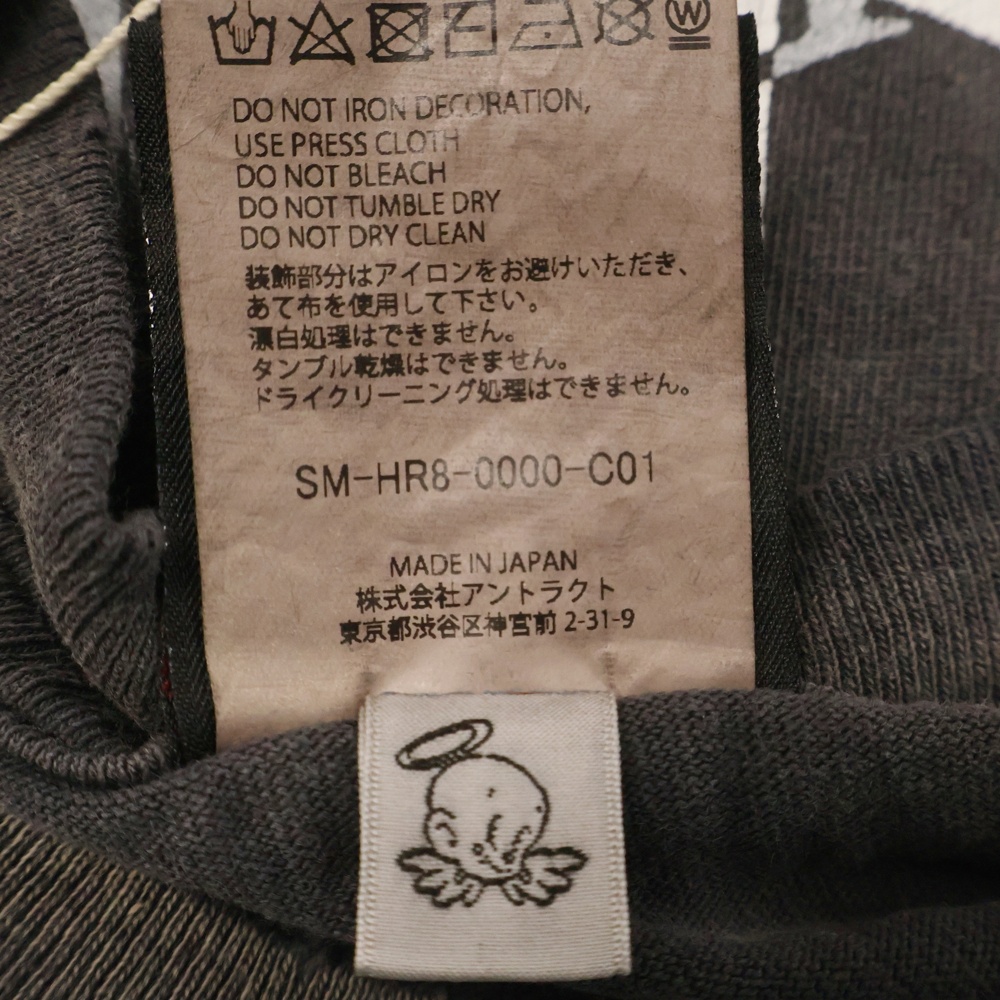 W
DO NOT IRON DECORATION,
USE PRESS CLOTH
DO NOT BLEACH
DO NOT TUMBLE DRY
DO NOT DRY CLEAN
装飾部分はアイロンをお避けいただき、
あて布を使用して下さい。
漂白処理はできません。
タンブル乾燥はできません。
ドライクリーニング処理はできません。
SM-HR8-0000-C01
MADE IN JAPAN
株式会社アントラクト
東京都渋谷区神宮前 2-31-9